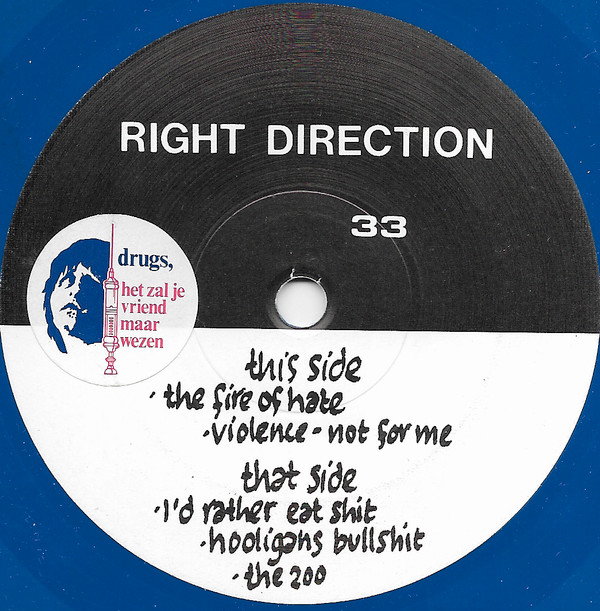 RIGHT DIRECTION
33
drugs,
het zal je
vriend
maar
wezen
this side
· the fire of hate
· violence - not for me
that side
· I'd rather eat shit
· hooligans bullshit
· the 200